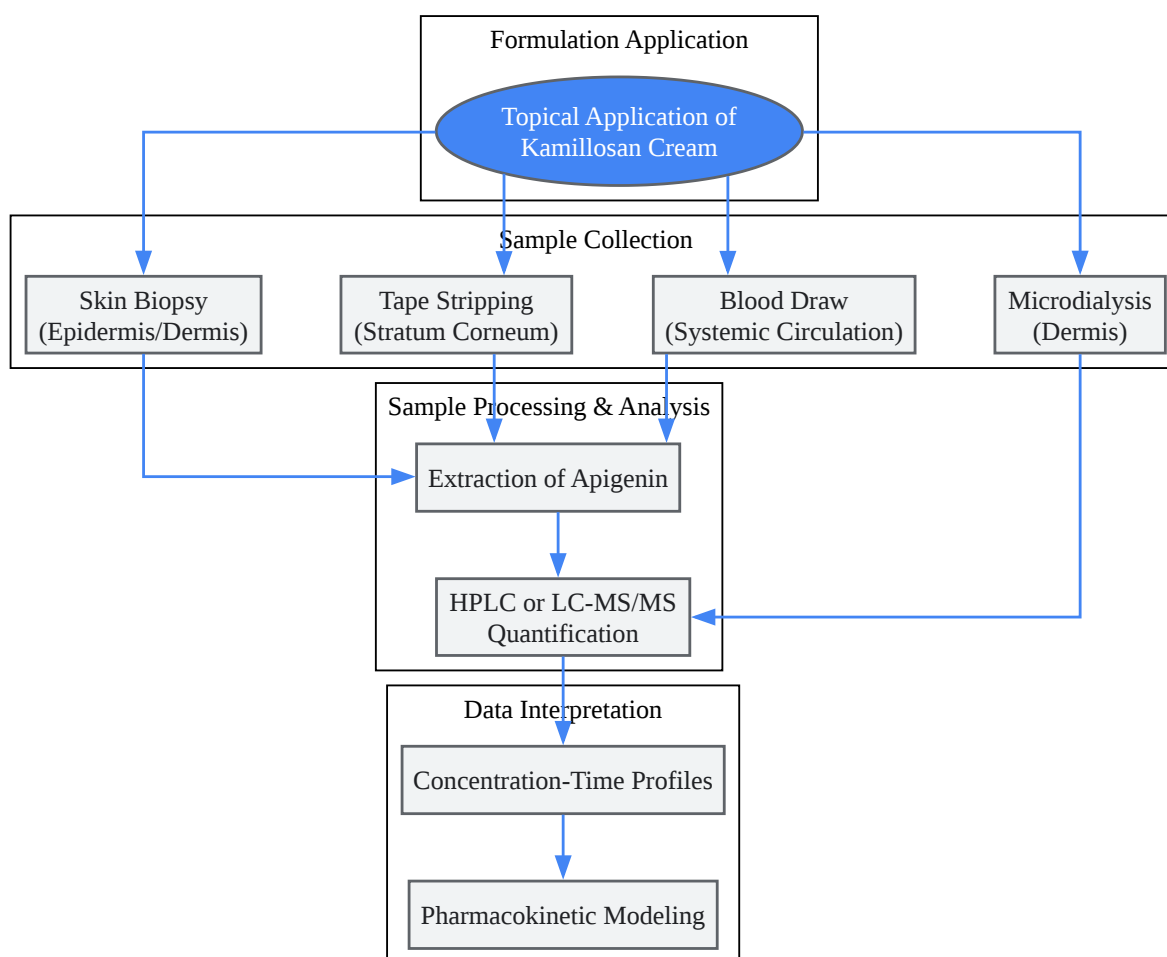 Formulation Application
Topical Application of
Kamillosan Cream
Sample Collection
Skin Biopsy
(Epidermis/Dermis)
Tape Stripping
(Stratum Corneum)
Blood Draw
(Systemic Circulation)
Microdialysis
(Dermis)
Sample Processing & Analysis
Extraction of Apigenin
HPLC or LC-MS/MS
Quantification
Data Interpretation
Concentration-Time Profiles
Pharmacokinetic Modeling